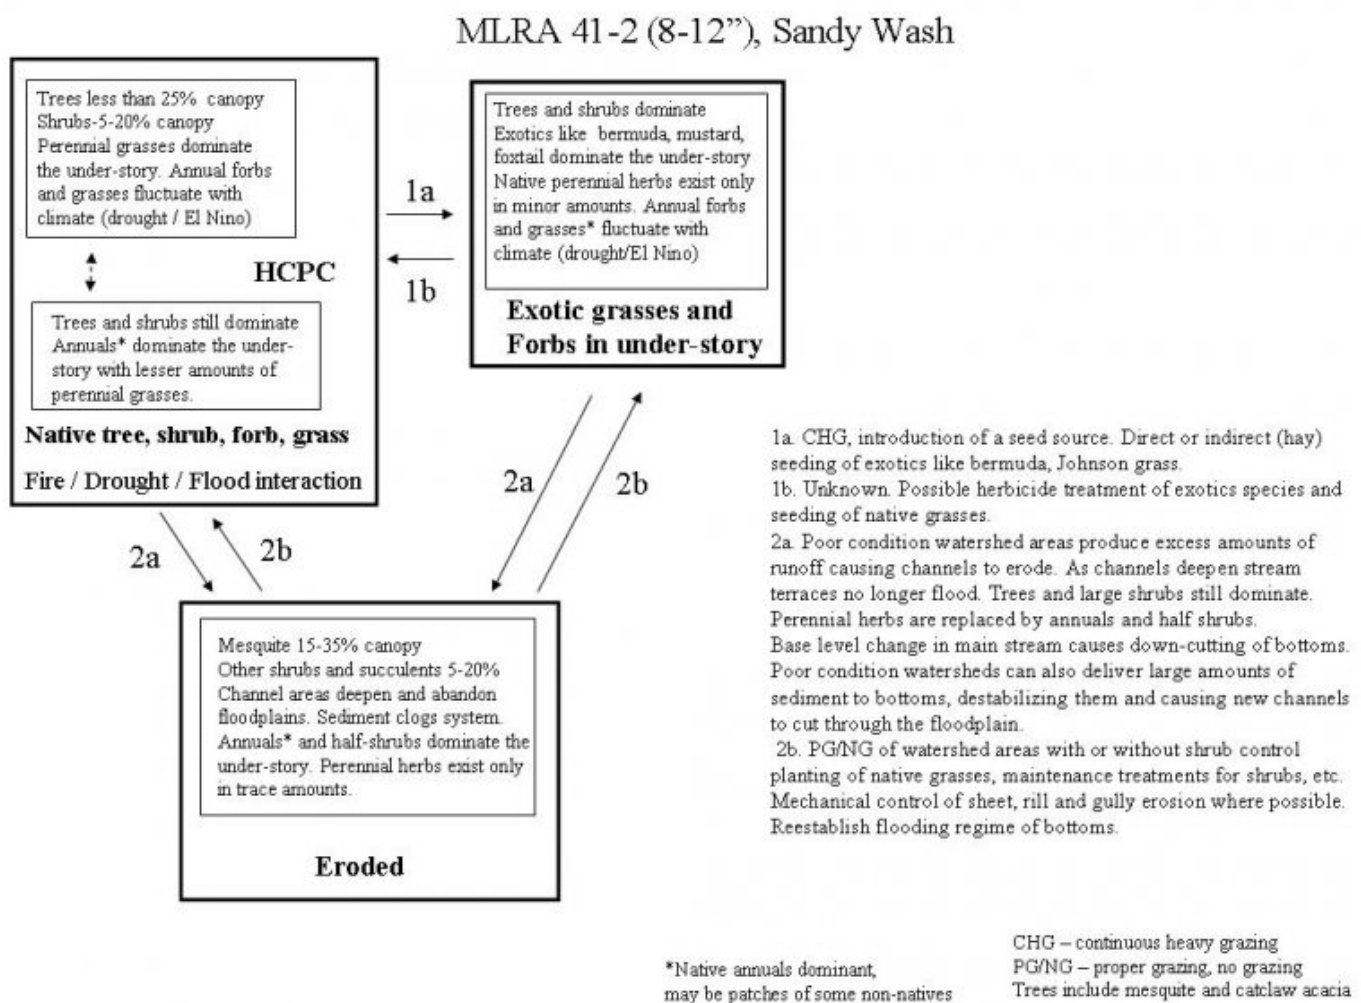 MLRA 41-2 (8-12”), Sandy Wash
Trees less than 25% canopy
Shrubs-5-20% canopy
Perennial grasses dominate
the under-story. Annual forbs
and grasses fluctuate with
climate (drought / El Nino)
HCPC
Trees and shrubs still dominate
Annuals* dominate the under-
story with lesser amounts of
perennial grasses.
Native tree, shrub, forb, grass
Fire / Drought / Flood interaction
1a
1b
Trees and shrubs dominate
Exotics like bermuda, mustard,
foxtail dominate the under-story
Native perennial herbs exist only
in minor amounts. Annual forbs
and grasses* fluctuate with
climate (drought/El Nino)
Exotic grasses and
Forbs in under-story
2a
2b
2a
2b
Mesquite 15-35% canopy
Other shrubs and succulents 5-20%
Channel areas deepen and abandon
floodplains. Sediment clogs system.
Annuals* and half-shrubs dominate the
under-story. Perennial herbs exist only
in trace amounts.
Eroded
1a. CHG, introduction of a seed source. Direct or indirect (hay)
seeding of exotics like bermuda, Johnson grass.
1b. Unknown. Possible herbicide treatment of exotics species and
seeding of native grasses.
2a. Poor condition watershed areas produce excess amounts of
runoff causing channels to erode. As channels deepen stream
terraces no longer flood. Trees and large shrubs still dominate.
Perennial herbs are replaced by annuals and half shrubs.
Base level change in main stream causes down-cutting of bottoms.
Poor condition watersheds can also deliver large amounts of
sediment to bottoms, destabilizing them and causing new channels
to cut through the floodplain.
2b. PG/NG of watershed areas with or without shrub control
planting of native grasses, maintenance treatments for shrubs, etc.
Mechanical control of sheet, rill and gully erosion where possible.
Reestablish flooding regime of bottoms.
*Native annuals dominant,
may be patches of some non-natives
CHG – continuous heavy grazing
PG/NG – proper grazing, no grazing
Trees include mesquite and catclaw acacia